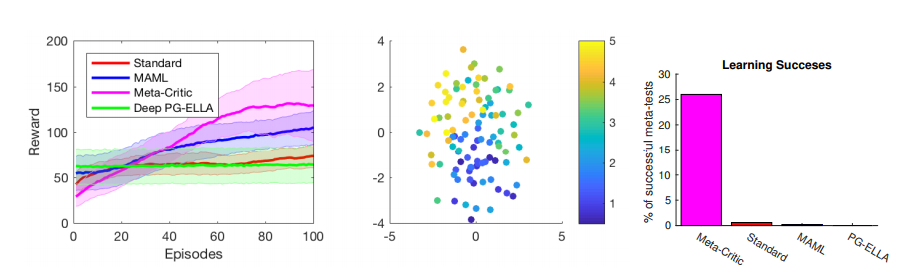 200
150
100
50
0
Reward
Standard
MAML
Meta-Critic
Deep PG-ELLA
0 20 40 60 80 100
Episodes
4
2
0
-2
-4
-5 0 5
5
4
3
2
1
Learning Succeses
30
25
20
15
10
5
0
% of successful meta-tests
Meta-Critic
Standard
MAML
PG-ELLA